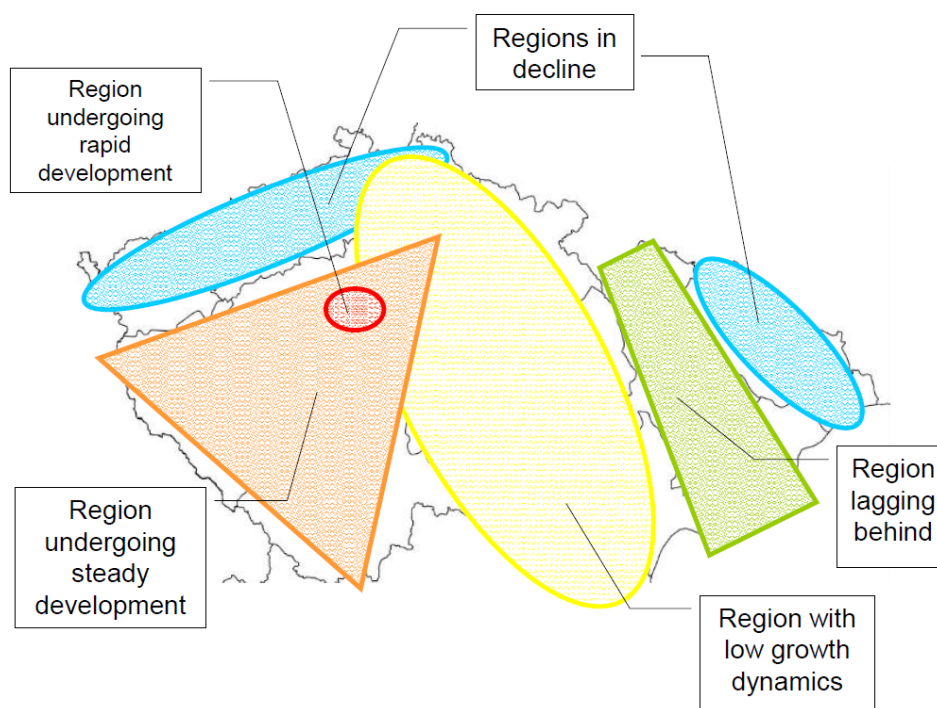 Regions in
decline
Region
undergoing
rapid
development
Region
lagging
behind
Region
undergoing
steady
development
Region with
low growth
dynamics